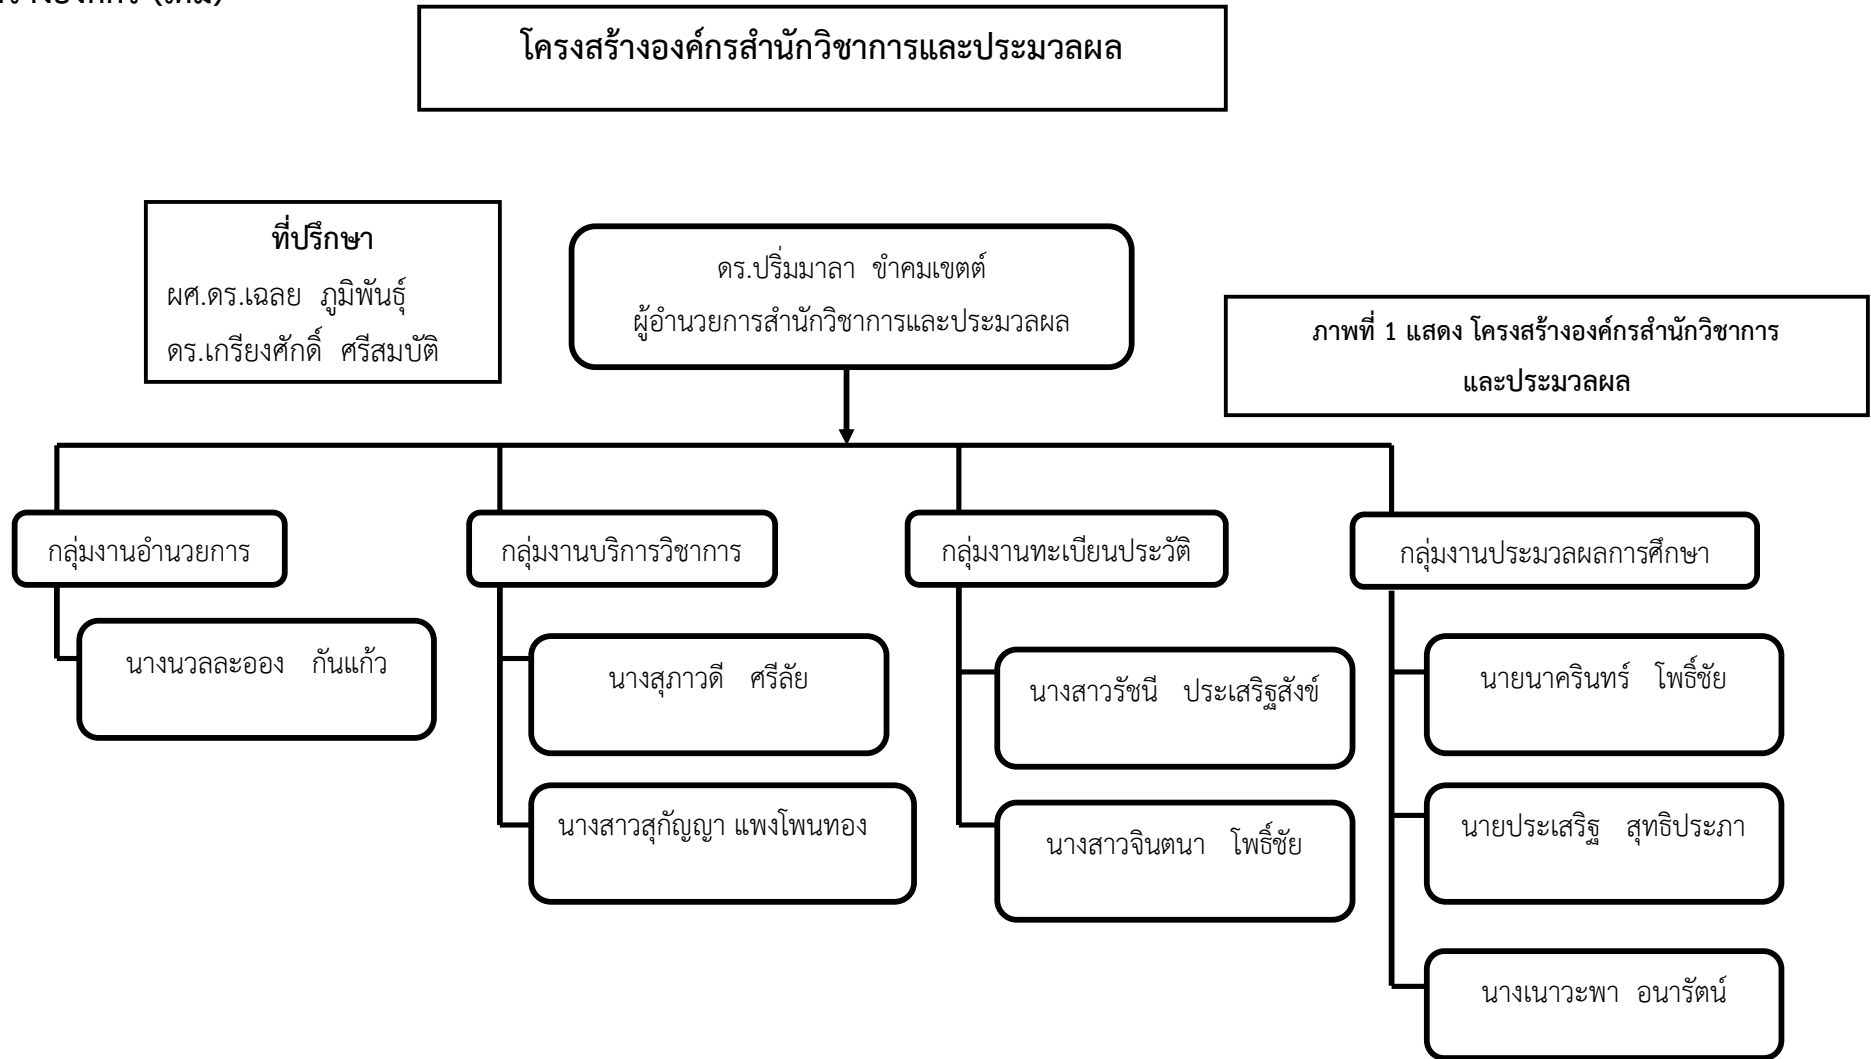 โครงสร้างองค์กรสำนักวิชาการและประมวลผล
ที่ปรึกษา
ผศ.ดร.เฉลย ภูมิพันธุ์
ดร.เกรียงศักดิ์ ศรีสมบัติ
ดร.ปริ่มมาลา ขำคมเขตต์
ผู้อำนวยการสำนักวิชาการและประมวลผล
ภาพที่ 1 แสดง โครงสร้างองค์กรสำนักวิชาการ
และประมวลผล
กลุ่มงานอำนวยการ
นางนวลละออง กันแก้ว
กลุ่มงานบริการวิชาการ
นางสุภาวดี ศรีลัย
นางสาวสุกัญญา แพงโพนทอง
กลุ่มงานทะเบียนประวัติ
นางสาวรัชนี ประเสริฐสังข์
นางสาวจินตนา โพธิ์ชัย
กลุ่มงานประมวลผลการศึกษา
นายนาครินทร์ โพธิ์ชัย
นายประเสริฐ สุทธิประภา
นางเนาวะพา อนารัตน์